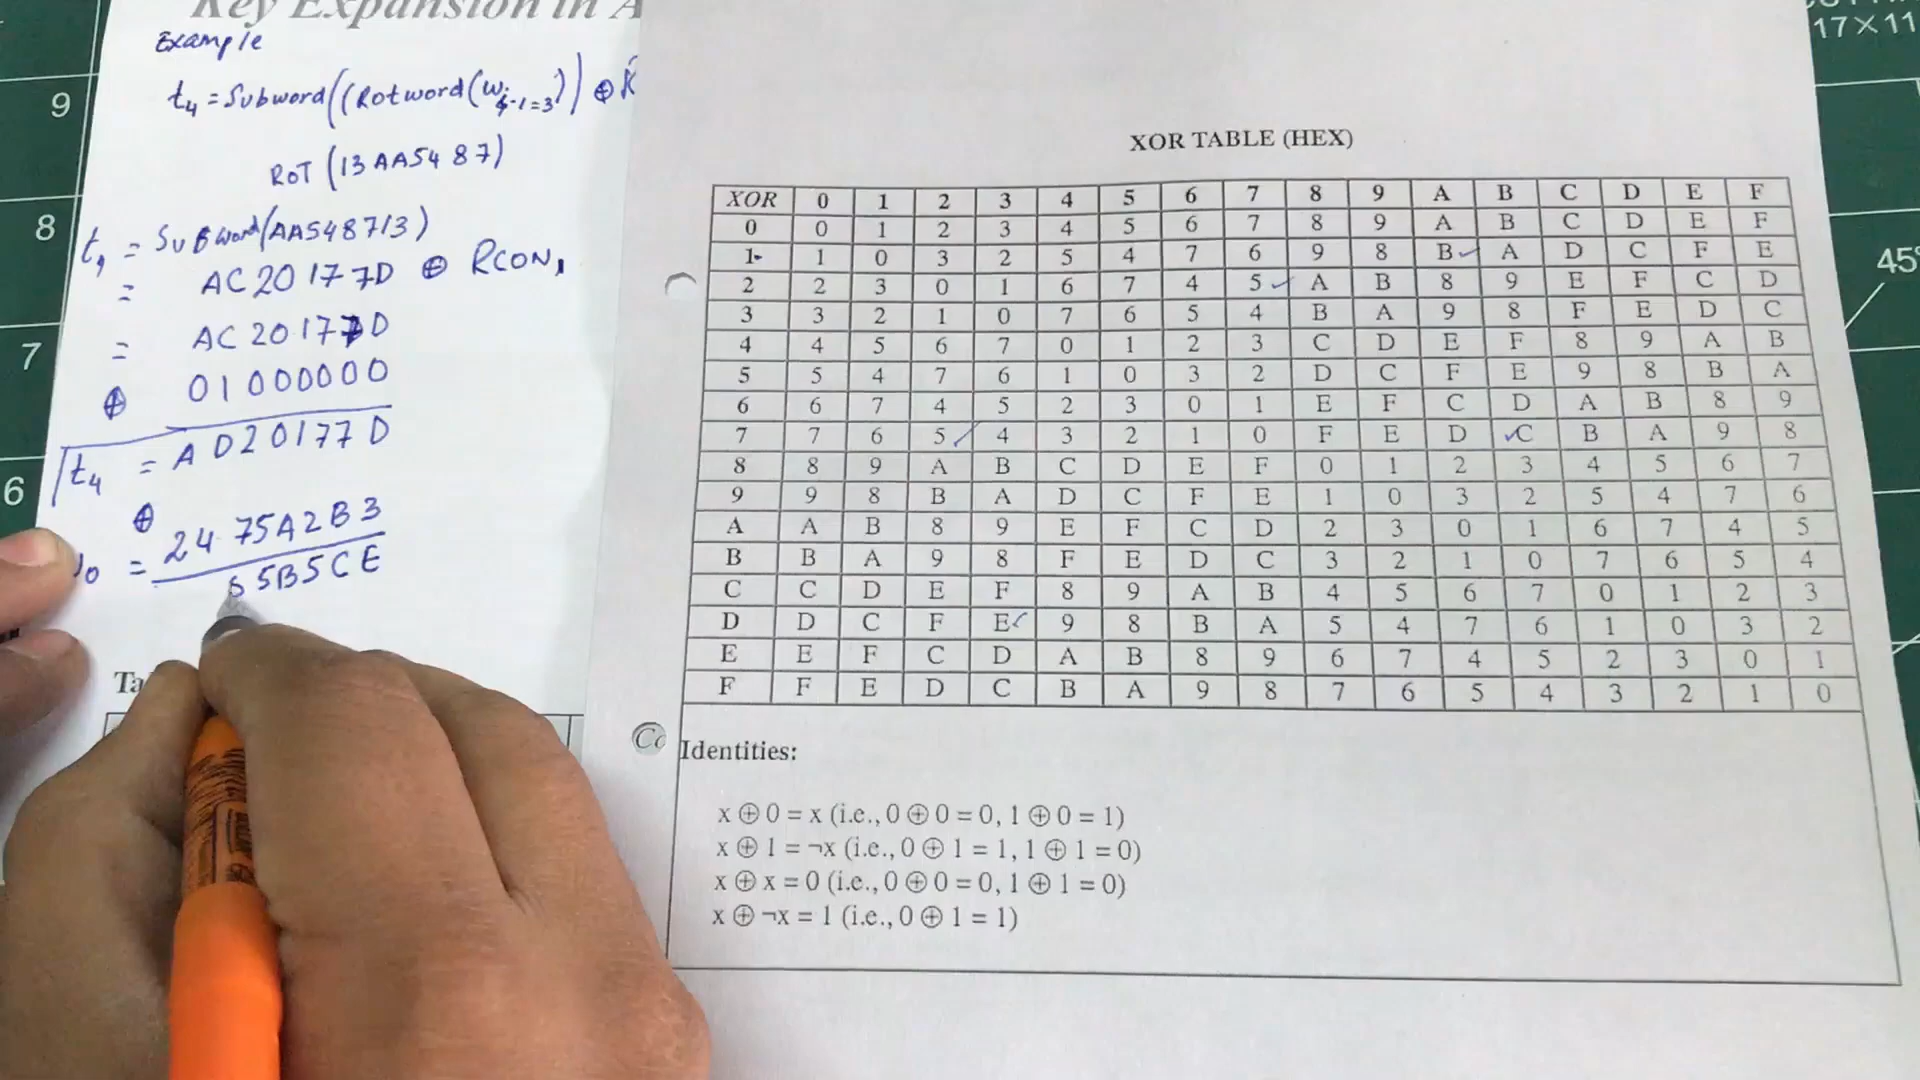 Key Expansion in A
Example
t4 = Subword((Rotword(Wi4-1=3)) ⊕ R
ROT (13AA5487)
t, = SUBword(AA548713)
= AC20177D ⊕ RCON,
= AC20177D
⊕ 01000000
t4 = AD20177D
⊕
= 2475A2B3
5B5CE
Ta
9
8
7
6
17×11
45°
XOR TABLE (HEX)
XOR 0 1 2 3 4 5 6 7 8 9 A B C D E F
0 0 1 2 3 4 5 6 7 8 9 A B C D E F
1 1 0 3 2 5 4 7 6 9 8 B A D C F E
2 2 3 0 1 6 7 4 5 A B 8 9 E F C D
3 3 2 1 0 7 6 5 4 B A 9 8 F E D C
4 4 5 6 7 0 1 2 3 C D E F 8 9 A B
5 5 4 7 6 1 0 3 2 D C F E 9 8 B A
6 6 7 4 5 2 3 0 1 E F C D A B 8 9
7 7 6 5 4 3 2 1 0 F E D C B A 9 8
8 8 9 A B C D E F 0 1 2 3 4 5 6 7
9 9 8 B A D C F E 1 0 3 2 5 4 7 6
A A B 8 9 E F C D 2 3 0 1 6 7 4 5
B B A 9 8 F E D C 3 2 1 0 7 6 5 4
C C D E F 8 9 A B 4 5 6 7 0 1 2 3
D D C F E 9 8 B A 5 4 7 6 1 0 3 2
E E F C D A B 8 9 6 7 4 5 2 3 0 1
F F E D C B A 9 8 7 6 5 4 3 2 1 0
Co
Identities:
x ⊕ 0 = x (i.e., 0 ⊕ 0 = 0, 1 ⊕ 0 = 1)
x ⊕ 1 = ¬x (i.e., 0 ⊕ 1 = 1, 1 ⊕ 1 = 0)
x ⊕ x = 0 (i.e., 0 ⊕ 0 = 0, 1 ⊕ 1 = 0)
x ⊕ ¬x = 1 (i.e., 0 ⊕ 1 = 1)